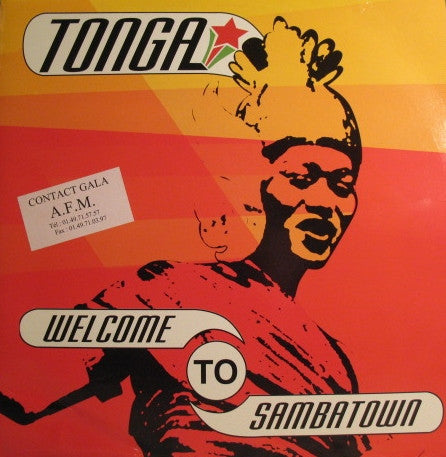 TONGA
CONTACT GALA
A.F.M.
Tél : 01.49.71.57.57
Fax : 01.49.71.03.97
WELCOME
TO
SAMBATOWN